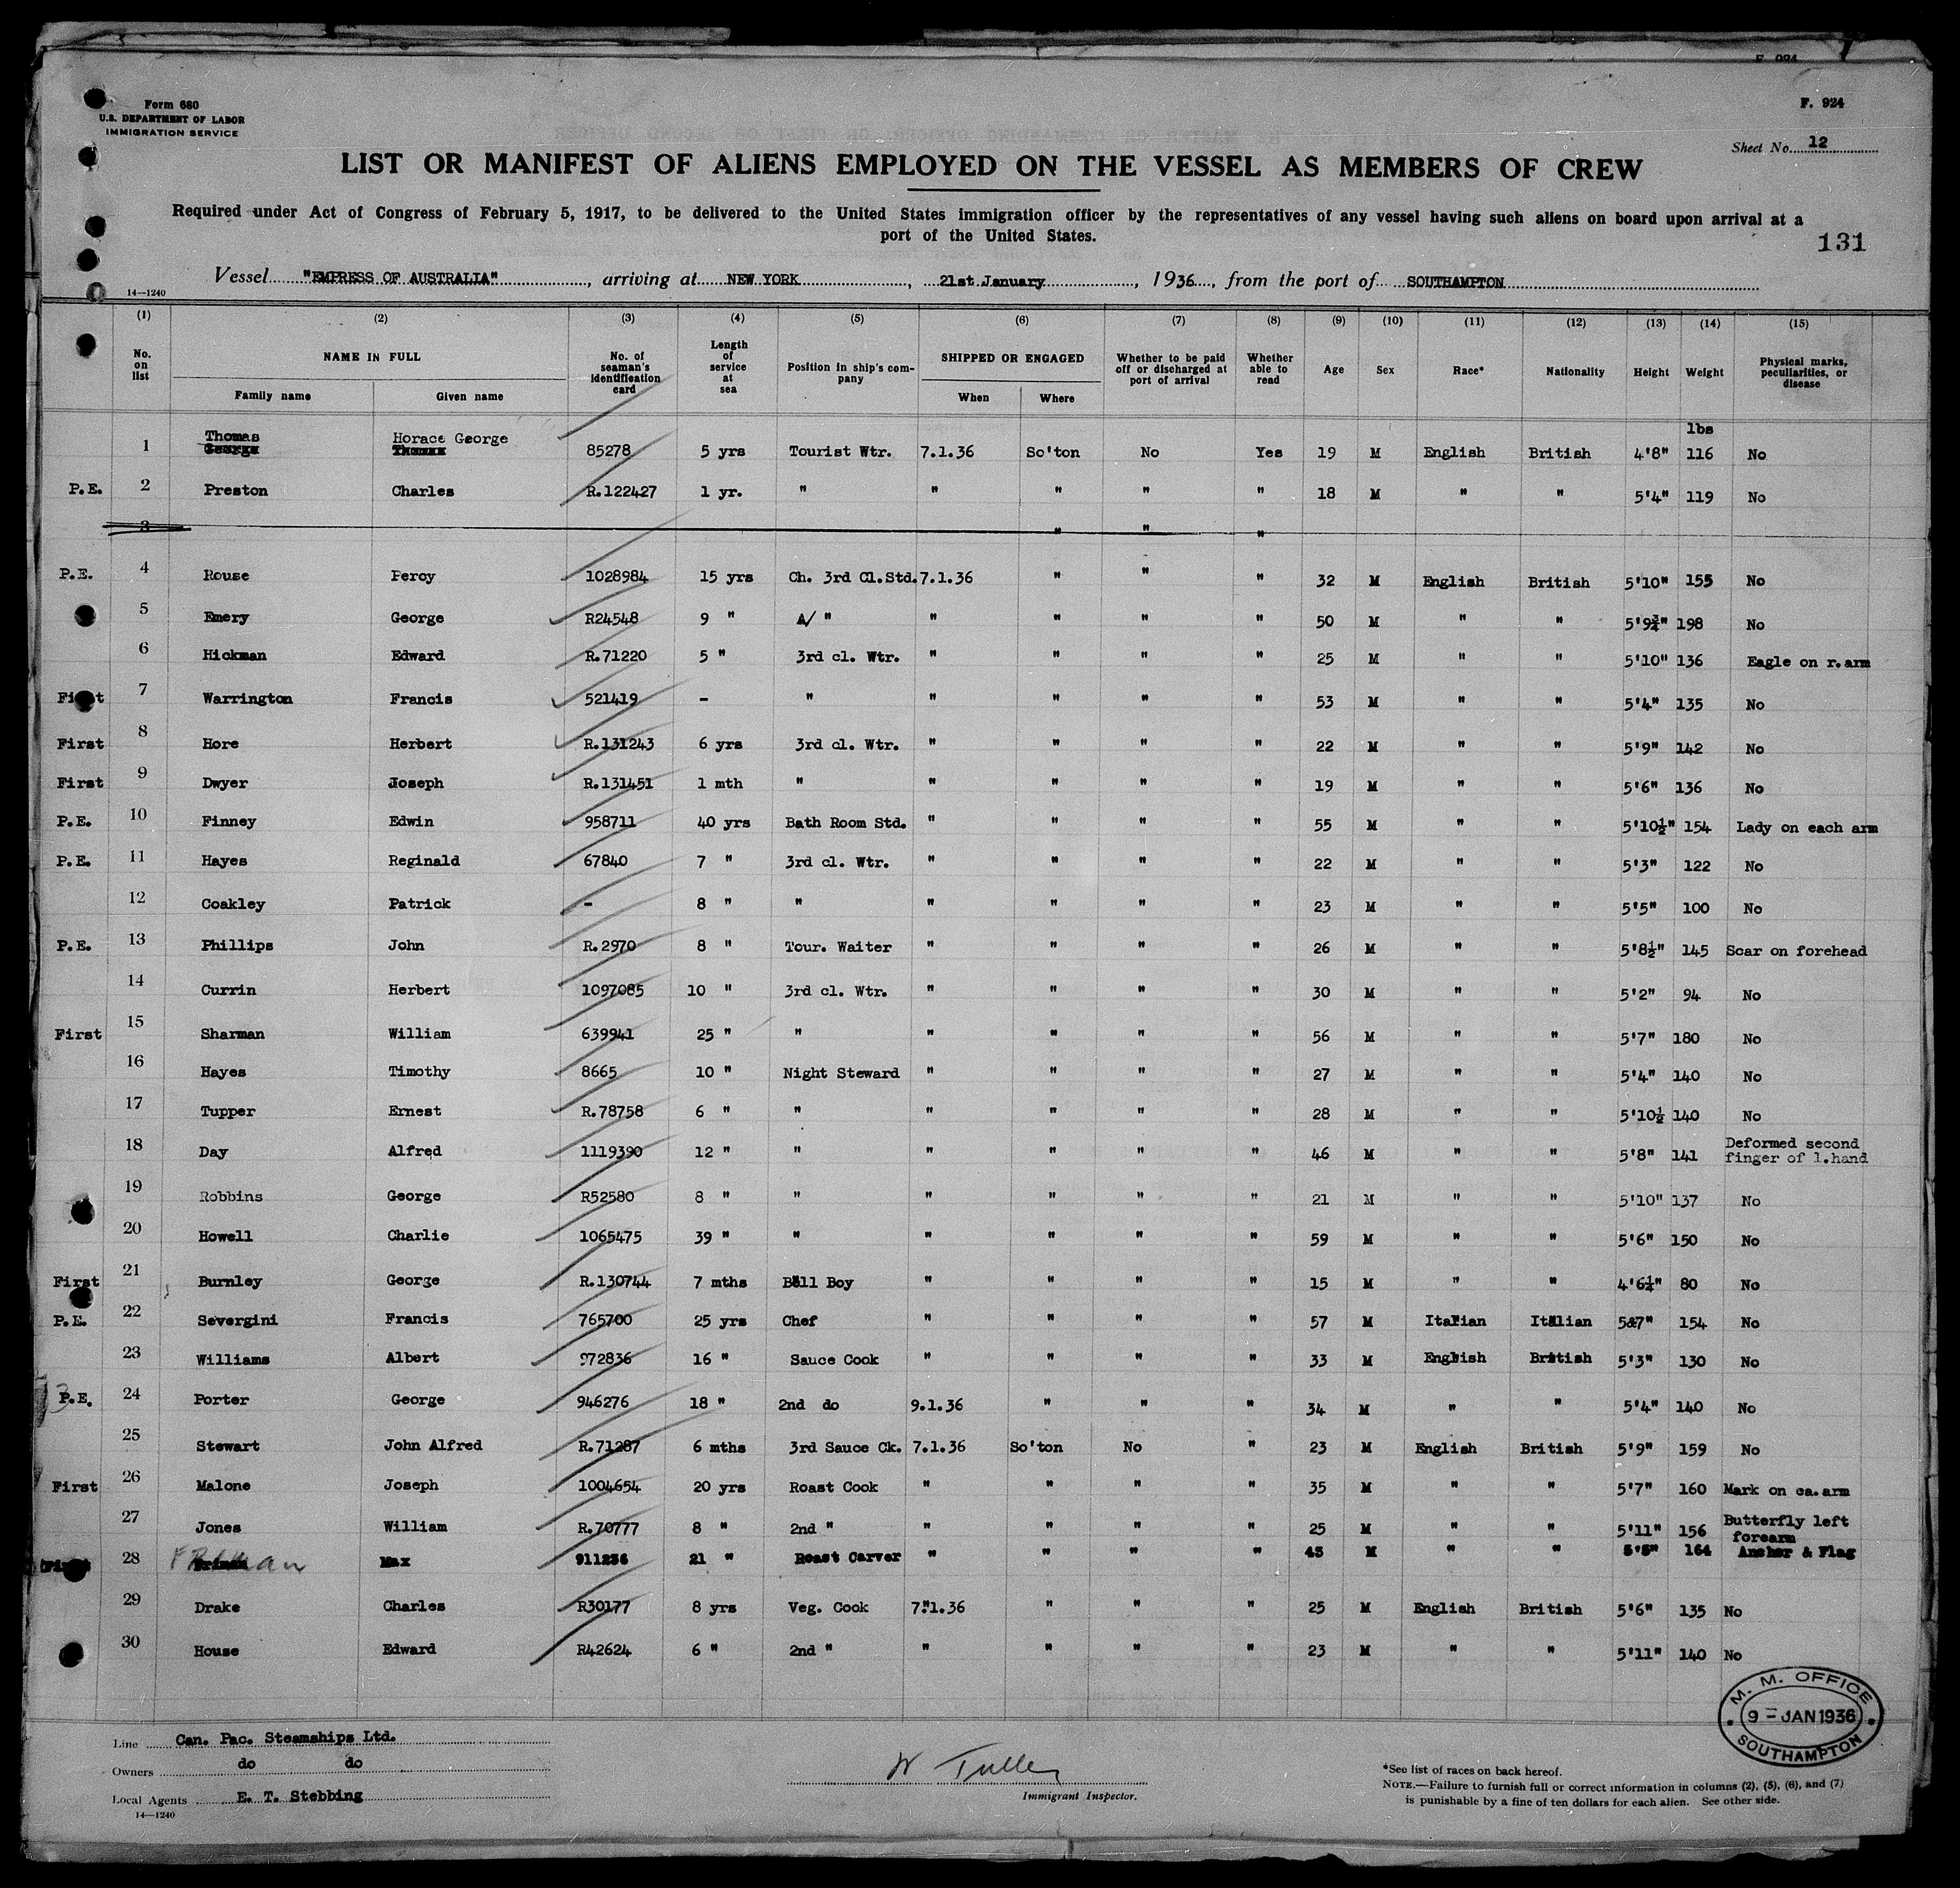 F. 924
Form 680
U.S. DEPARTMENT OF LABOR
IMMIGRATION SERVICE
F. 924
Sheet No. 12
LIST OR MANIFEST OF ALIENS EMPLOYED ON THE VESSEL AS MEMBERS OF CREW
Required under Act of Congress of February 5, 1917, to be delivered to the United States immigration officer by the representatives of any vessel having such aliens on board upon arrival at a
port of the United States.
131
Vessel "EMPRESS OF AUSTRALIA", arriving at NEW YORK, 21st January, 1936, from the port of SOUTHAMPTON
14—1240
(1) (2) (3) (4) (5) (6) (7) (8) (9) (10) (11) (12) (13) (14) (15)
No. on list NAME IN FULL Family name Given name No. of seaman's identification card Length of service at sea Position in ship's company SHIPPED OR ENGAGED When Where Whether to be paid off or discharged at port of arrival Whether able to read Age Sex Race* Nationality Height Weight Physical marks, peculiarities, or disease
lbs
1 Thomas Horace George 85278 5 yrs Tourist Wtr. 7.1.36 So'ton No Yes 19 M English British 4'8" 116 No
P.E. 2 Preston Charles R.122427 1 yr. " " " " " 18 M " " 5'4" 119 No
3 " " "
P.E. 4 Rouse Percy 1028984 15 yrs Ch. 3rd Cl.Std. 7.1.36 " " " 32 M English British 5'10" 155 No
5 Emery George R24548 9 " A/ " " " " " 50 M " " 5'9¾" 198 No
6 Hickman Edward R.71220 5 " 3rd cl. Wtr. " " " " 25 M " " 5'10" 136 Eagle on r.arm
First 7 Warrington Francis 521419 - " " " " " 53 M " " 5'4" 135 No
First 8 Hore Herbert R.131243 6 yrs 3rd cl. Wtr. " " " " 22 M " " 5'9" 142 No
First 9 Dwyer Joseph R.131451 1 mth " " " " " 19 M " " 5'6" 136 No
P.E. 10 Finney Edwin 958711 40 yrs Bath Room Std. " " " " 55 M " " 5'10½" 154 Lady on each arm
P.E. 11 Hayes Reginald 67840 7 " 3rd cl. Wtr. " " " " 22 M " " 5'3" 122 No
12 Coakley Patrick - 8 " " " " " " 23 M " " 5'5" 100 No
P.E. 13 Phillips John R.2970 8 " Tour. Waiter " " " " 26 M " " 5'8½" 145 Scar on forehead
14 Currin Herbert 1097085 10 " 3rd cl. Wtr. " " " " 30 M " " 5'2" 94 No
First 15 Sharman William 639941 25 " " " " " " 56 M " " 5'7" 180 No
16 Hayes Timothy 8665 10 " Night Steward " " " " 27 M " " 5'4" 140 No
17 Tupper Ernest R.78758 6 " " " " " " 28 M " " 5'10½ 140 No
18 Day Alfred 1119390 12 " " " " " " 46 M " " 5'8" 141 Deformed second finger of l.hand
19 Robbins George R52580 8 " " " " " " 21 M " " 5'10" 137 No
20 Howell Charlie 1065475 39 " " " " " " 59 M " " 5'6" 150 No
First 21 Burnley George R.130744 7 mths Bell Boy " " " " 15 M " " 4'6½" 80 No
P.E. 22 Severgini Francis 765700 25 yrs Chef " " " " 57 M Italian Italian 5&7" 154 No
23 Williams Albert 972836 16 " Sauce Cook " " " " 33 M English British 5'3" 130 No
P.E. 24 Porter George 946276 18 " 2nd do 9.1.36 " " " 34 M " " 5'4" 140 No
25 Stewart John Alfred R.71287 6 mths 3rd Sauce Ck. 7.1.36 So'ton No " 23 M English British 5'9" 159 No
First 26 Malone Joseph 1004654 20 yrs Roast Cook " " " " 35 M " " 5'7" 160 Mark on ea.arm
27 Jones William R.70777 8 " 2nd " " " " " 25 M " " 5'11" 156 Butterfly left forearm
First 28 Max 911236 21 " Roast Carver " " " " 43 M " " 5'5" 164 Anchor & Flag
29 Drake Charles R30177 8 yrs Veg. Cook 7.1.36 " " " 25 M English British 5'6" 135 No
30 House Edward R42624 6 " 2nd " " " " " 23 M " " 5'11" 140 No
M. M. OFFICE
9 - JAN 1936
SOUTHAMPTON
Line Can. Pac. Steamships Ltd.
Owners do do
Local Agents E. T. Stebbing
14—1240
Immigrant Inspector.
*See list of races on back hereof.
NOTE.—Failure to furnish full or correct information in columns (2), (5), (6), and (7)
is punishable by a fine of ten dollars for each alien. See other side.